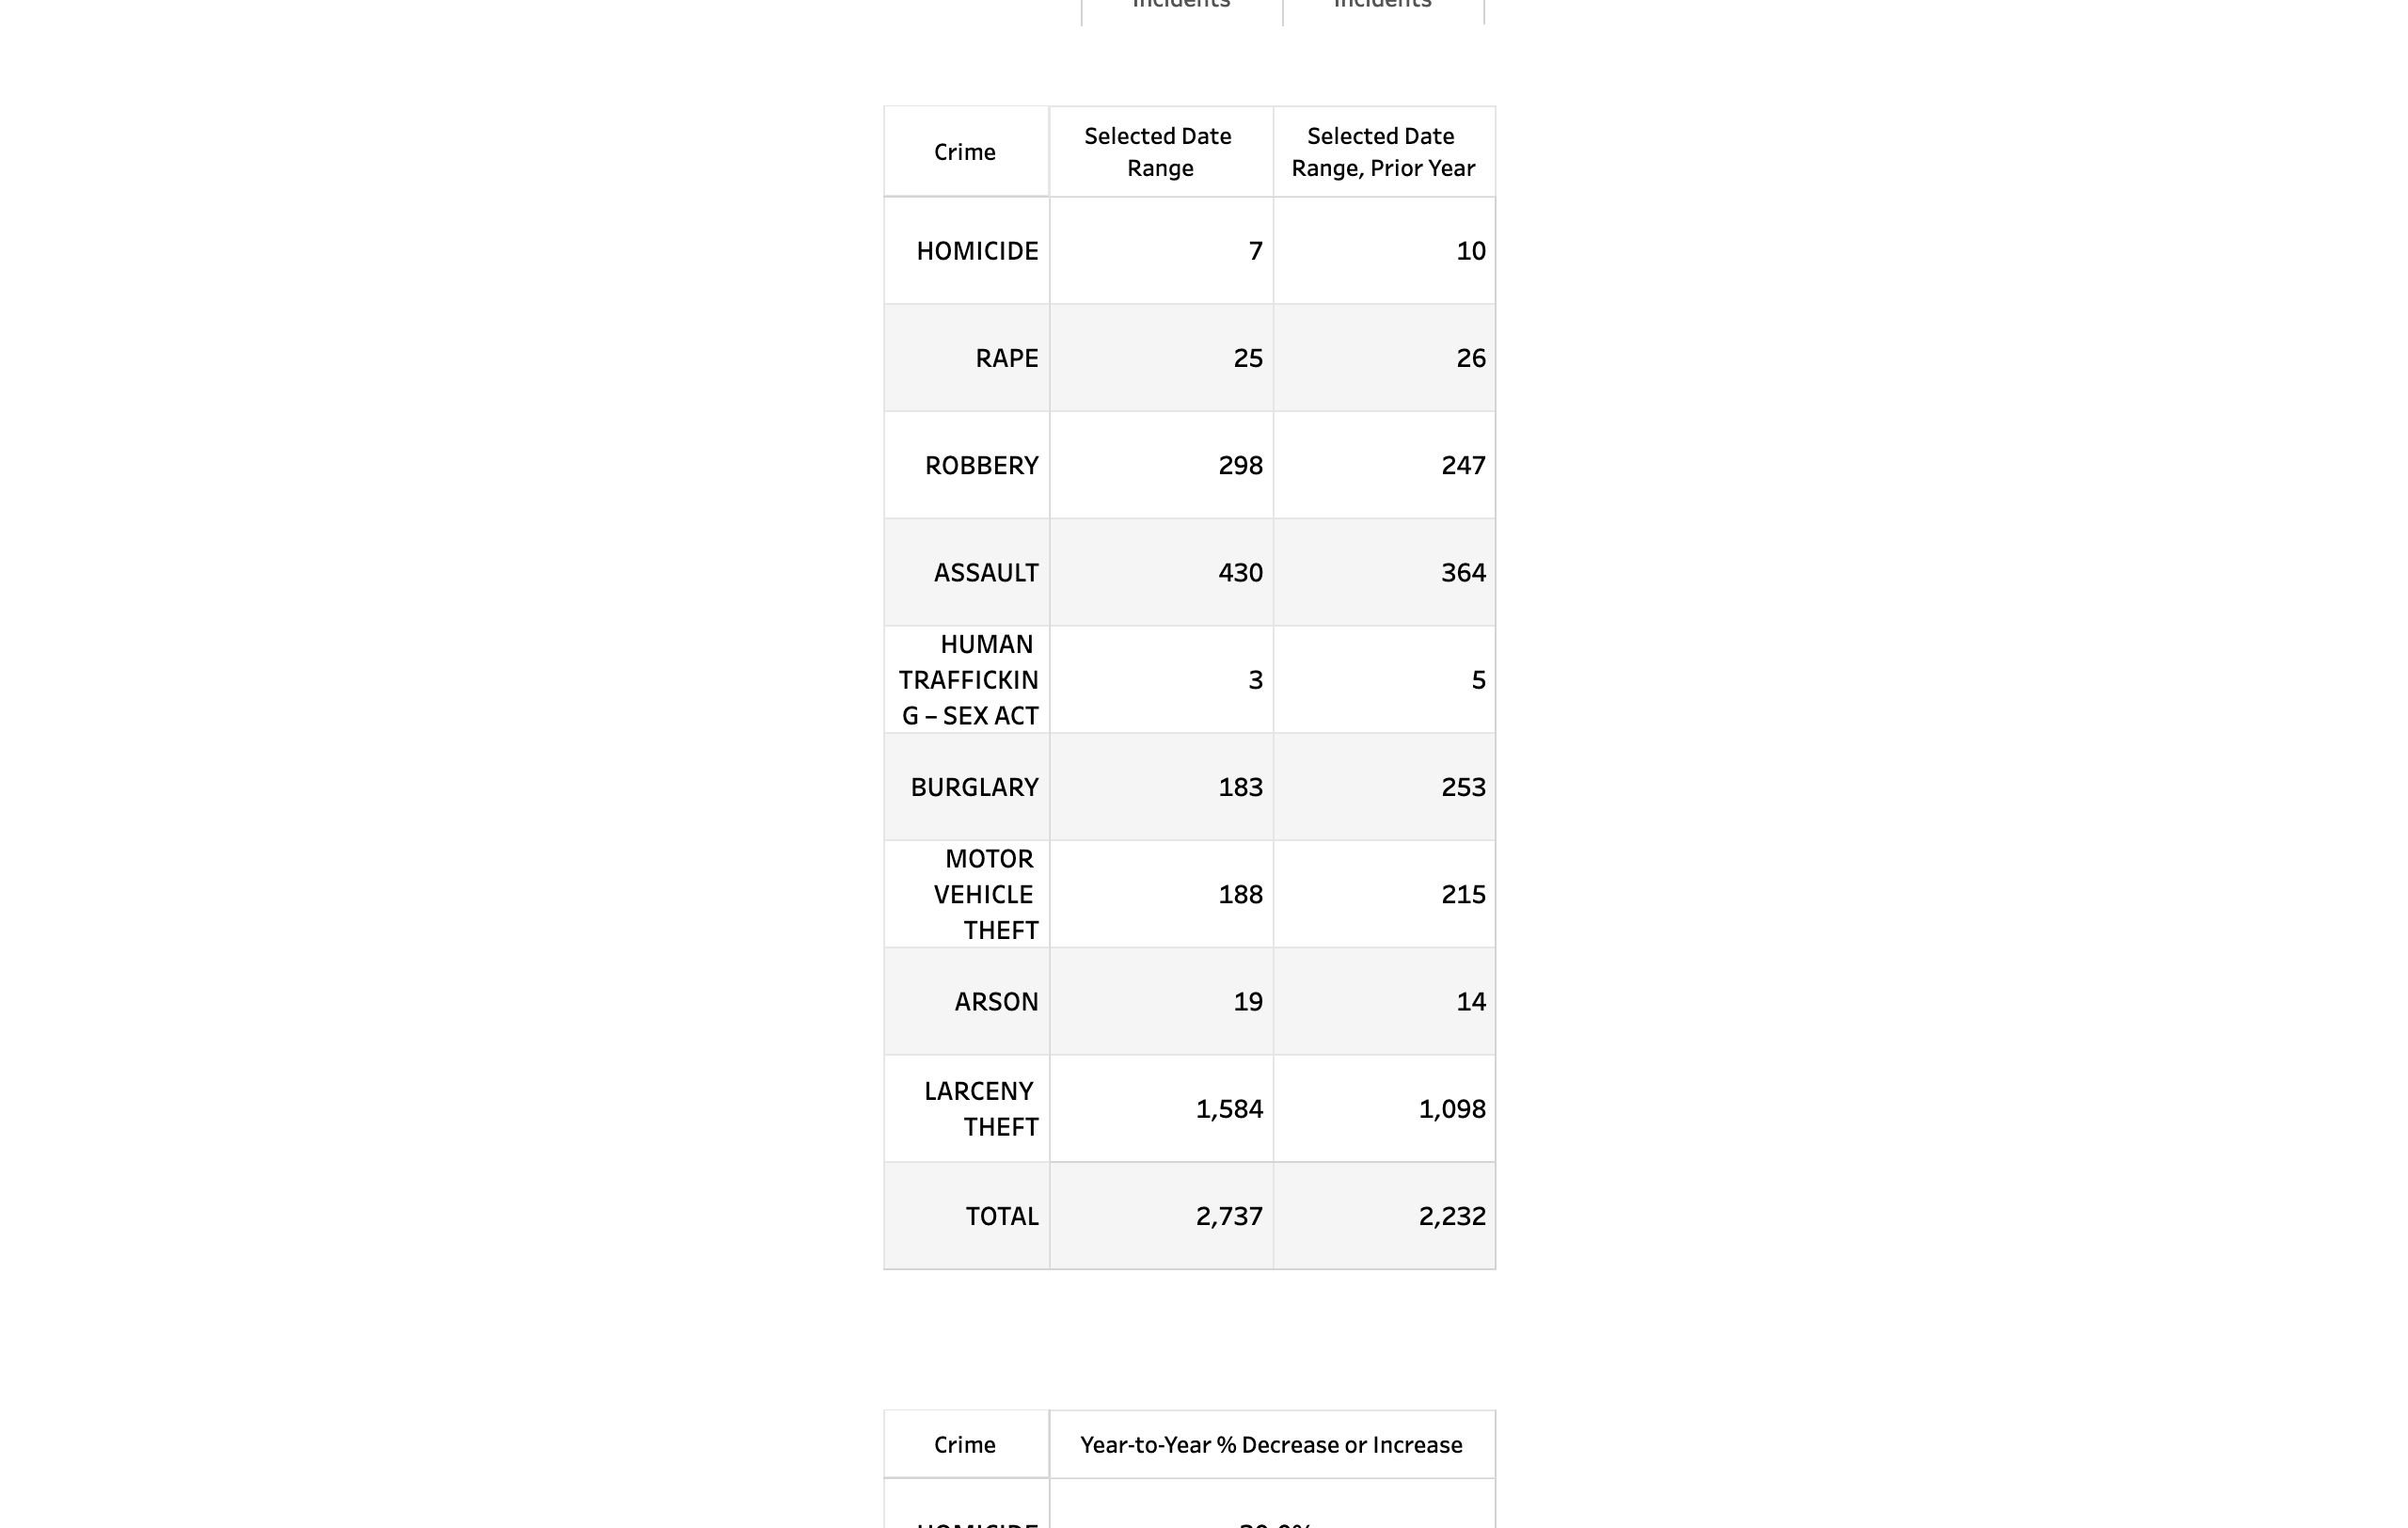 Incidents Incidents
Crime
Selected Date
Range
Selected Date
Range, Prior Year
HOMICIDE 7 10
RAPE 25 26
ROBBERY 298 247
ASSAULT 430 364
HUMAN
TRAFFICKIN
G – SEX ACT
3 5
BURGLARY 183 253
MOTOR
VEHICLE
THEFT
188 215
ARSON 19 14
LARCENY
THEFT
1,584 1,098
TOTAL 2,737 2,232
Crime Year-to-Year % Decrease or Increase
HOMICIDE